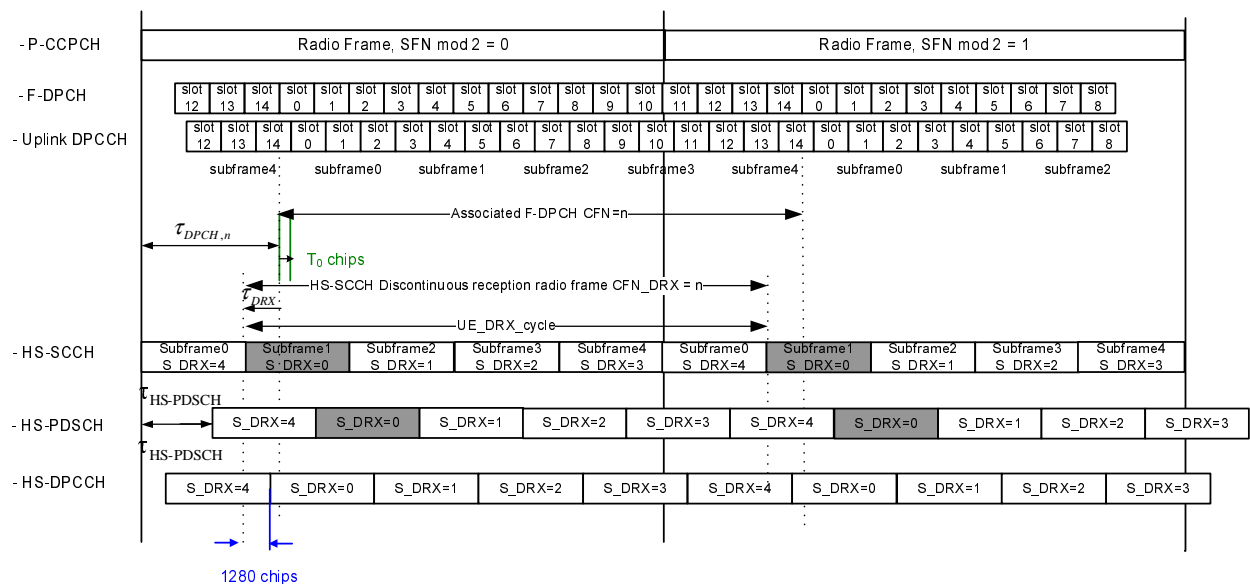 - P-CCPCH
Radio Frame, SFN mod 2 = 0
Radio Frame, SFN mod 2 = 1
- F-DPCH
slot 12 slot 13 slot 14 slot 0 slot 1 slot 2 slot 3 slot 4 slot 5 slot 6 slot 7 slot 8 slot 9 slot 10 slot 11 slot 12 slot 13 slot 14 slot 0 slot 1 slot 2 slot 3 slot 4 slot 5 slot 6 slot 7 slot 8
- Uplink DPCCH
slot 12 slot 13 slot 14 slot 0 slot 1 slot 2 slot 3 slot 4 slot 5 slot 6 slot 7 slot 8 slot 9 slot 10 slot 11 slot 12 slot 13 slot 14 slot 0 slot 1 slot 2 slot 3 slot 4 slot 5 slot 6 slot 7 slot 8
subframe4 subframe0 subframe1 subframe2 subframe3 subframe4 subframe0 subframe1 subframe2
Associated F-DPCH CFN=n
τDPCH,n
T0 chips
HS-SCCH Discontinuous reception radio frame CFN_DRX = n
τDRX
UE_DRX_cycle
- HS-SCCH
Subframe0 Subframe1 Subframe2 Subframe3 Subframe4 Subframe0 Subframe1 Subframe2 Subframe3 Subframe4
S_DRX=4 S_DRX=0 S_DRX=1 S_DRX=2 S_DRX=3 S_DRX=4 S_DRX=0 S_DRX=1 S_DRX=2 S_DRX=3
τHS-PDSCH
- HS-PDSCH
S_DRX=4 S_DRX=0 S_DRX=1 S_DRX=2 S_DRX=3 S_DRX=4 S_DRX=0 S_DRX=1 S_DRX=2 S_DRX=3
τHS-PDSCH
- HS-DPCCH
S_DRX=4 S_DRX=0 S_DRX=1 S_DRX=2 S_DRX=3 S_DRX=4 S_DRX=0 S_DRX=1 S_DRX=2 S_DRX=3
1280 chips